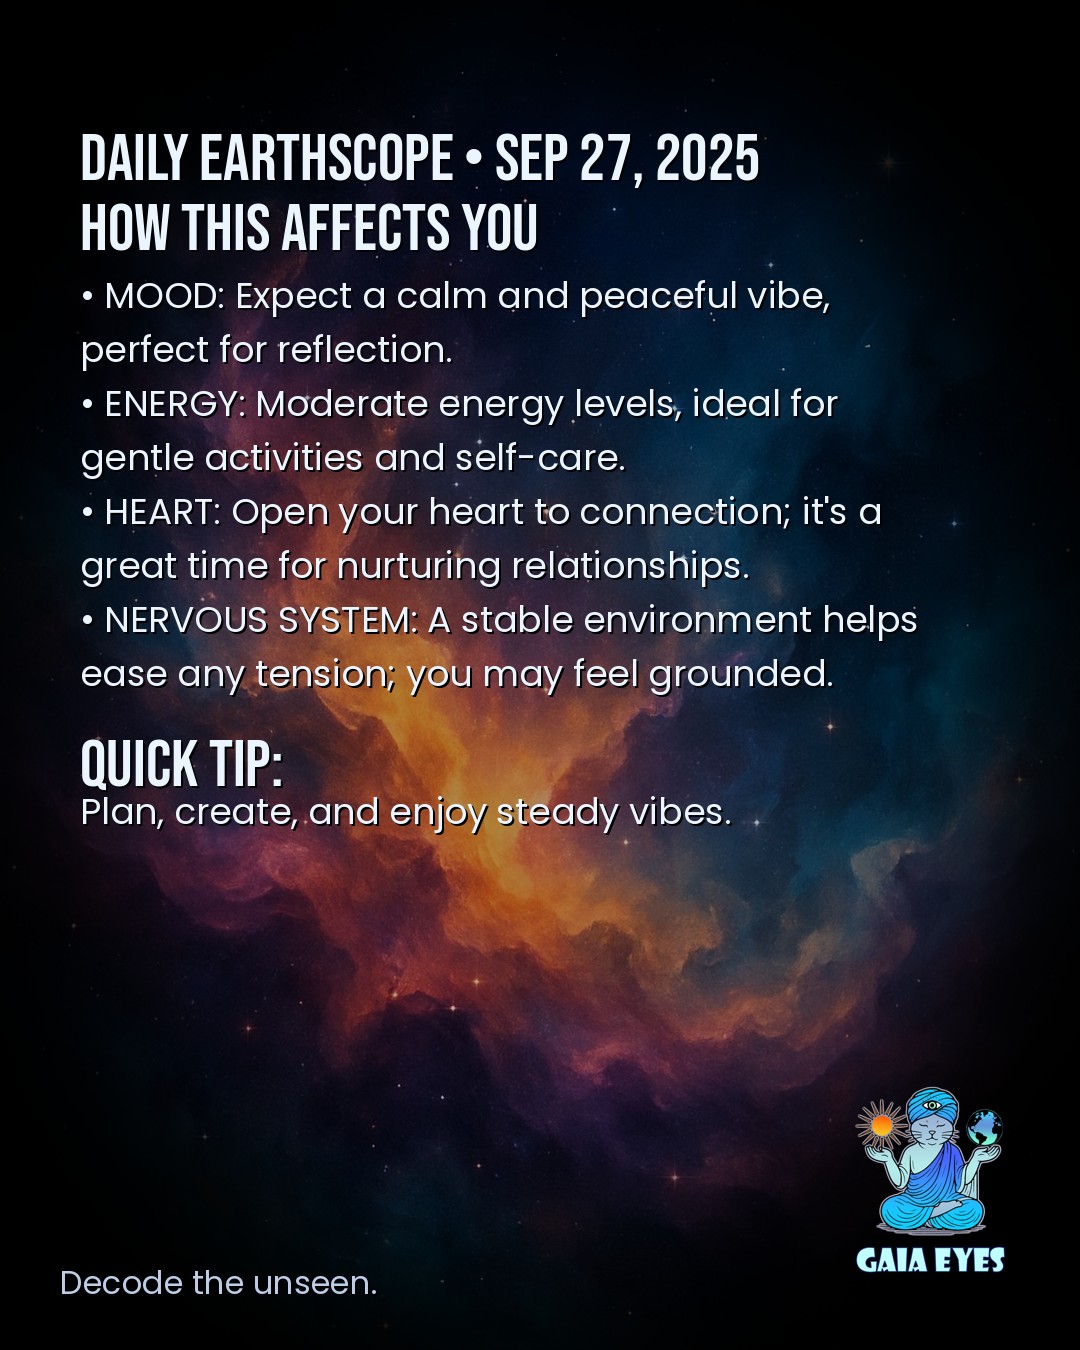 DAILY EARTHSCOPE • SEP 27, 2025
HOW THIS AFFECTS YOU
• MOOD: Expect a calm and peaceful vibe,
perfect for reflection.
• ENERGY: Moderate energy levels, ideal for
gentle activities and self-care.
• HEART: Open your heart to connection; it's a
great time for nurturing relationships.
• NERVOUS SYSTEM: A stable environment helps
ease any tension; you may feel grounded.
QUICK TIP:
Plan, create, and enjoy steady vibes.
GAIA EYES
Decode the unseen.